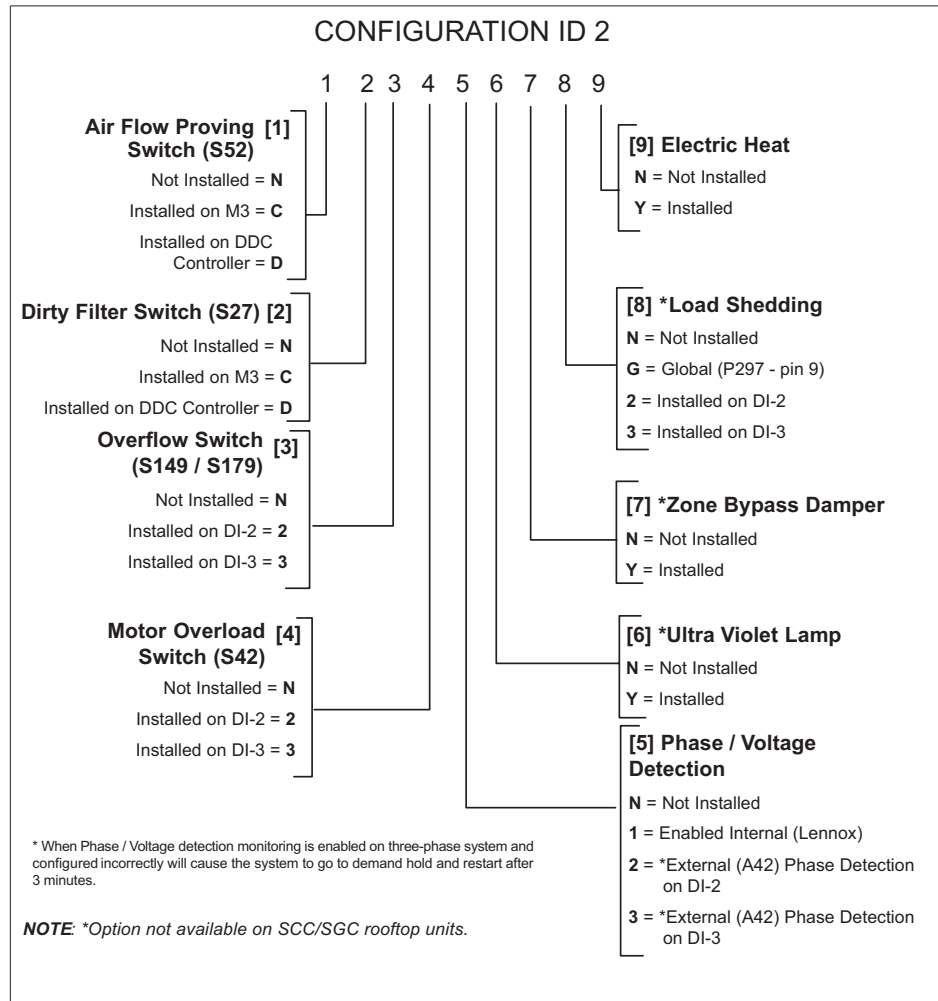 CONFIGURATION ID 2
1 2 3 4 5 6 7 8 9
Air Flow Proving [1]
Switch (S52)
Not Installed = N
Installed on M3 = C
Installed on DDC
Controller = D
Dirty Filter Switch (S27) [2]
Not Installed = N
Installed on M3 = C
Installed on DDC Controller = D
Overflow Switch [3]
(S149 / S179)
Not Installed = N
Installed on DI-2 = 2
Installed on DI-3 = 3
Motor Overload [4]
Switch (S42)
Not Installed = N
Installed on DI-2 = 2
Installed on DI-3 = 3
[9] Electric Heat
N = Not Installed
Y = Installed
[8] *Load Shedding
N = Not Installed
G = Global (P297 - pin 9)
2 = Installed on DI-2
3 = Installed on DI-3
[7] *Zone Bypass Damper
N = Not Installed
Y = Installed
[6] *Ultra Violet Lamp
N = Not Installed
Y = Installed
[5] Phase / Voltage
Detection
N = Not Installed
1 = Enabled Internal (Lennox)
2 = *External (A42) Phase Detection
on DI-2
3 = *External (A42) Phase Detection
on DI-3
* When Phase / Voltage detection monitoring is enabled on three-phase system and
configured incorrectly will cause the system to go to demand hold and restart after
3 minutes.
NOTE: *Option not available on SCC/SGC rooftop units.